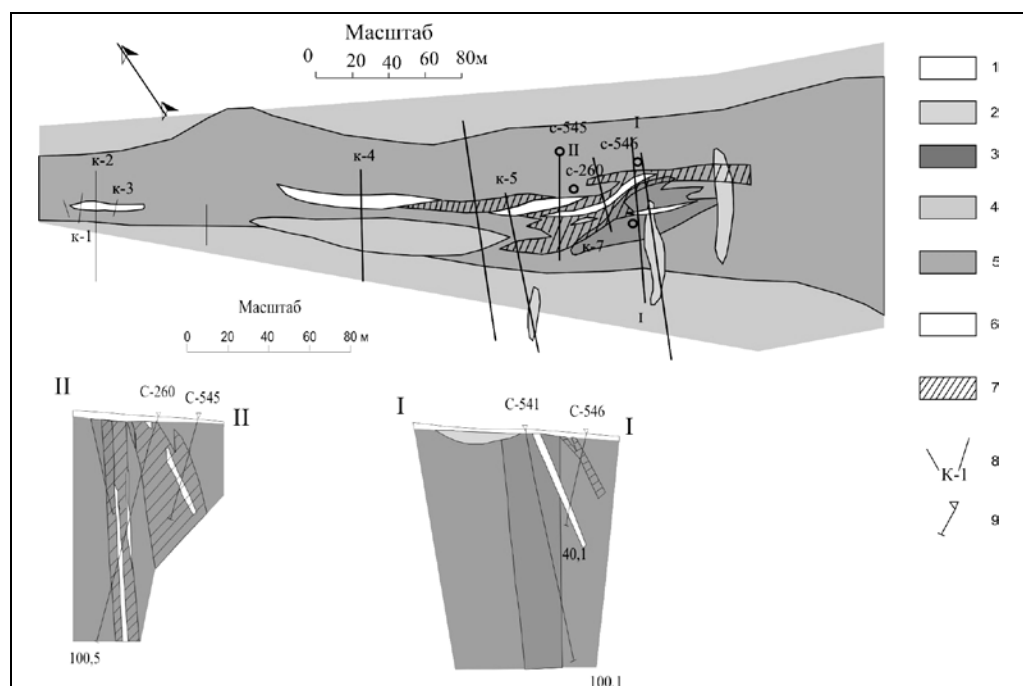 Масштаб
0 20 40 60 80м
к-2
к-3
к-1
к-4
к-5
с-545
II
с-260
с-546
I
к-7
I
Масштаб
0 20 40 60 80 м
II
С-260
С-545
II
100,5
I
С-541
С-546
I
40,1
100,1
1
2
3
4
5
6
7
К-1
8
9